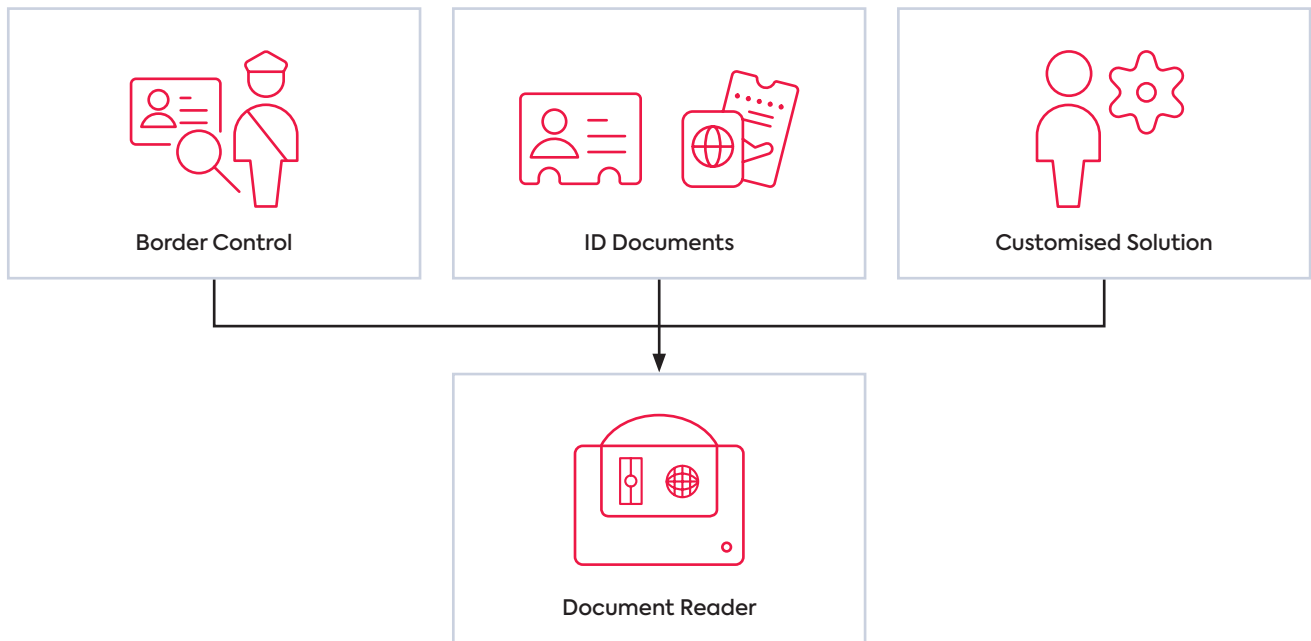 Border Control
ID Documents
Customised Solution
Document Reader